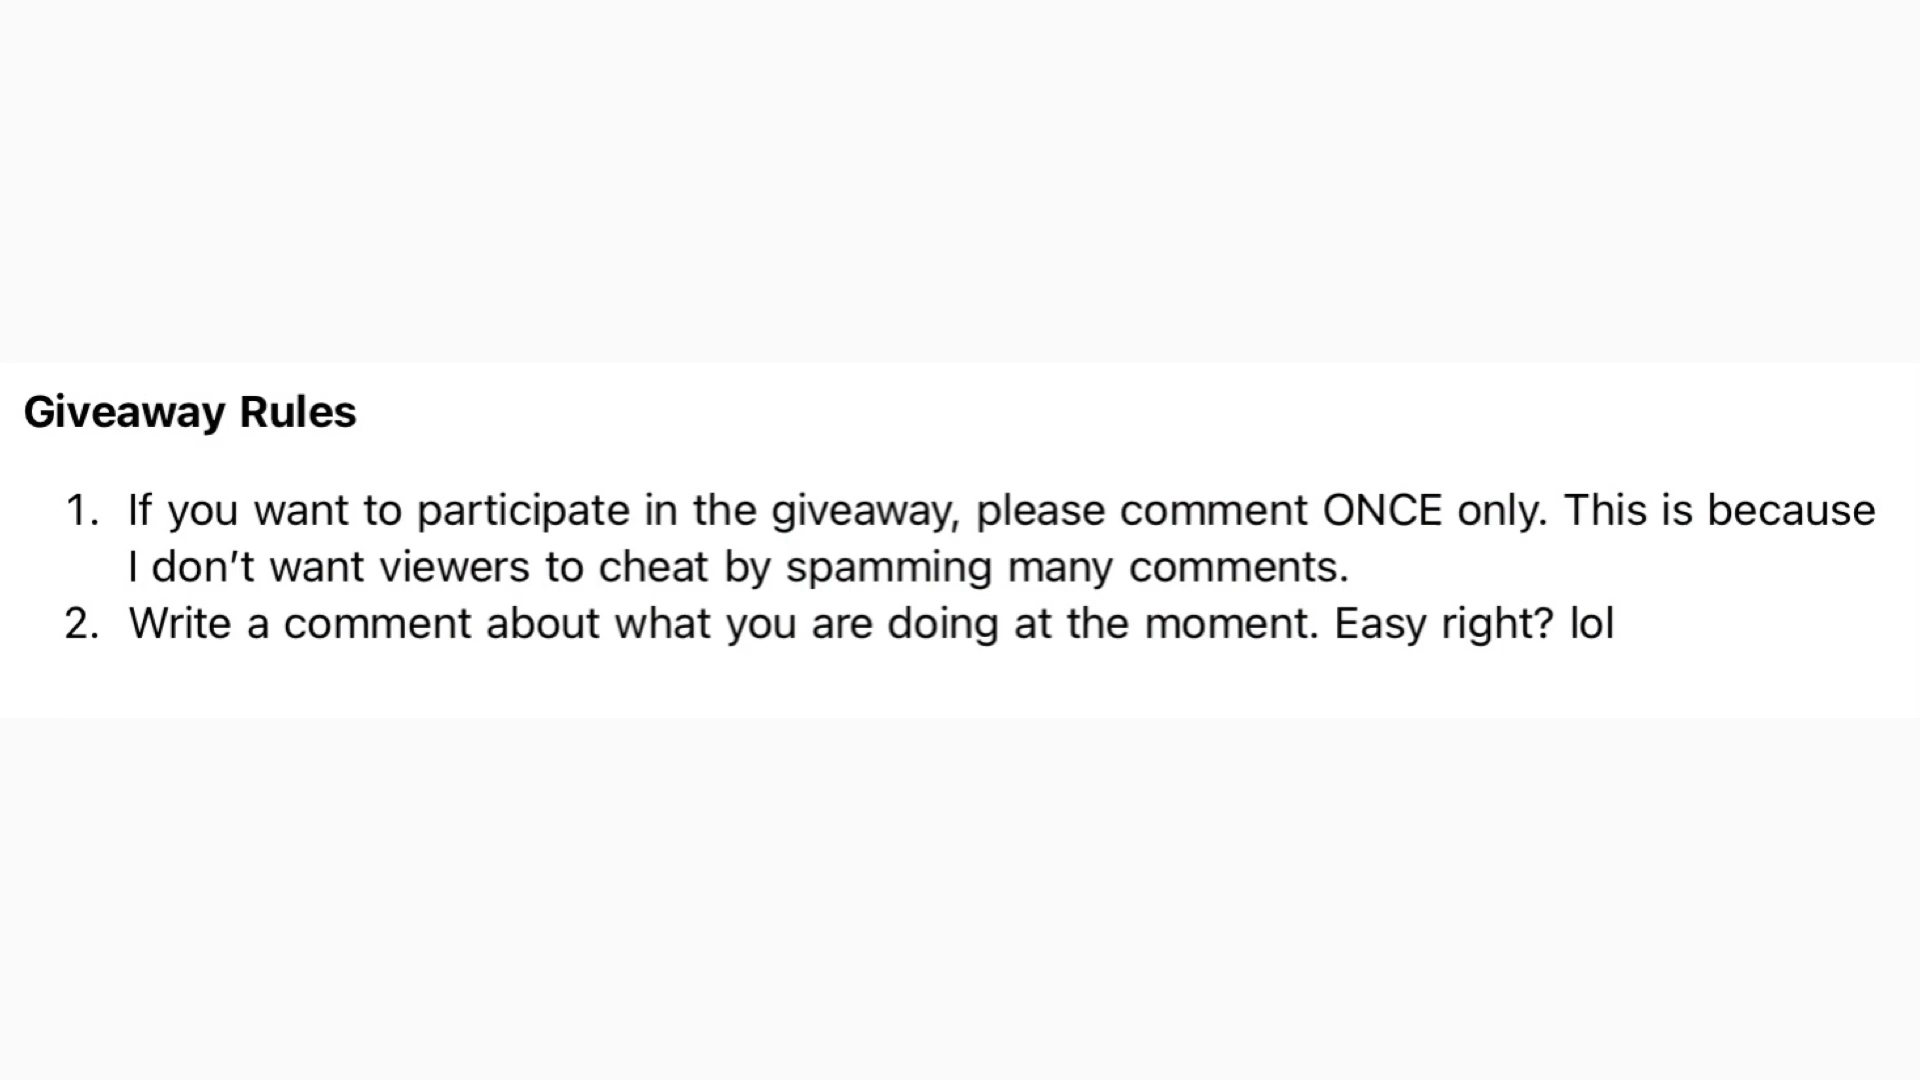 Giveaway Rules
1. If you want to participate in the giveaway, please comment ONCE only. This is because
I don’t want viewers to cheat by spamming many comments.
2. Write a comment about what you are doing at the moment. Easy right? lol